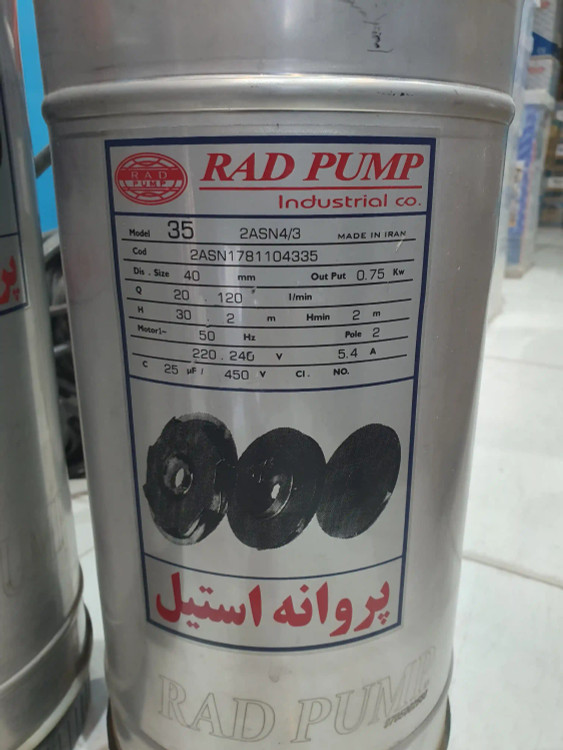 RAD
PUMP
RAD PUMP
Industrial co.
Model 35 2ASN4/3 MADE IN IRAN
Cod 2ASN1781104335
Dis . Size 40 mm Out Put 0.75 Kw
Q 20 . 120 l/min
H 30 . 2 m Hmin 2 m
Motor1~ 50 Hz Pole 2
220 . 240 V 5.4 A
C 25 µF / 450 V Cl . NO.
پروانه استیل
RAD PUMP